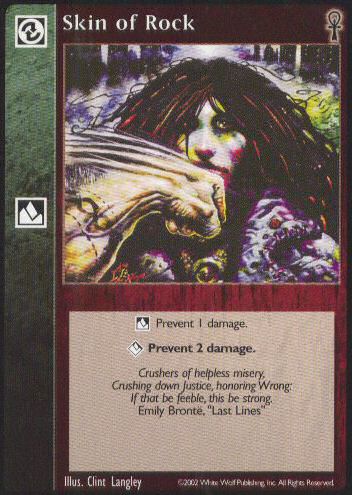 Skin of Rock
Prevent 1 damage.
Prevent 2 damage.
Crushers of helpless misery,
Crushing down Justice, honoring Wrong:
If that be feeble, this be strong.
Emily Brontë, "Last Lines"
Illus. Clint Langley
©2002 White Wolf Publishing, Inc. All Rights Reserved.